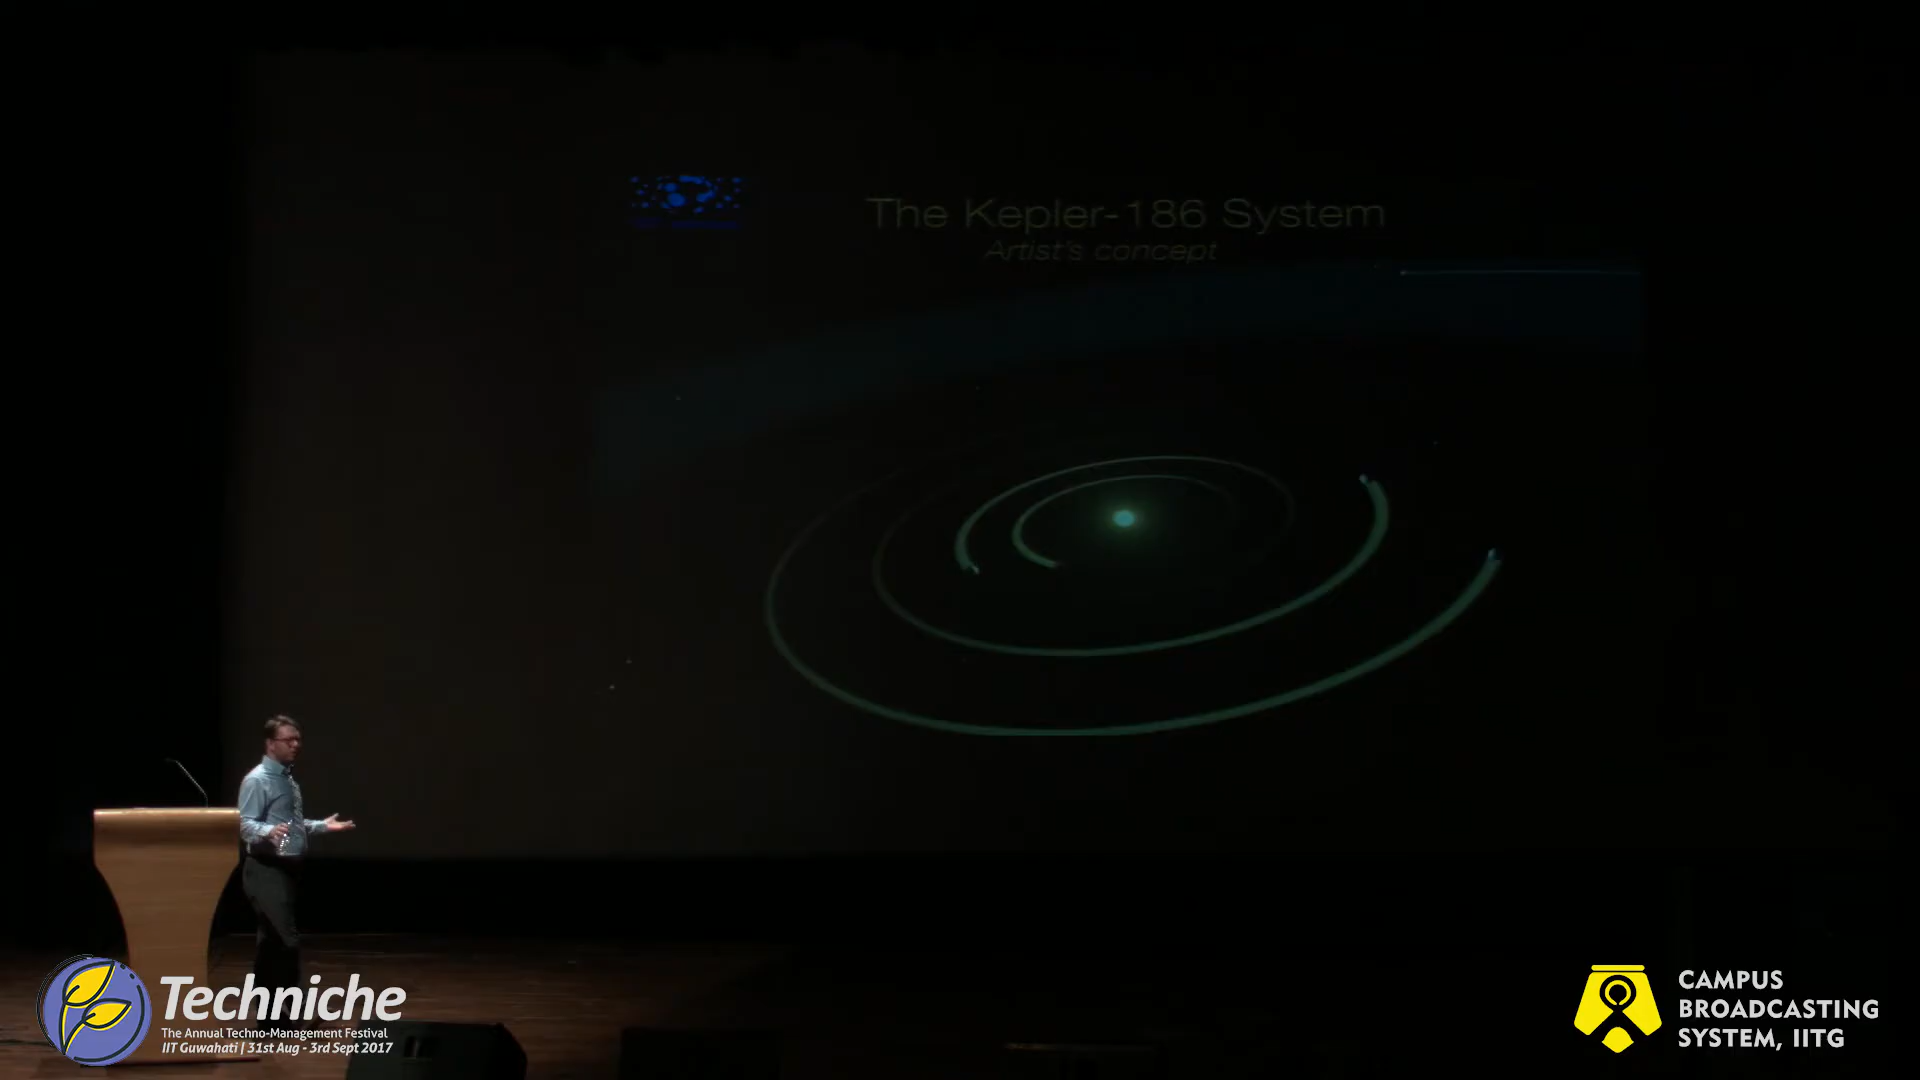 The Kepler-186 System
Artist's concept
Techniche
The Annual Techno-Management Festival
IIT Guwahati | 31st Aug - 3rd Sept 2017
CAMPUS
BROADCASTING
SYSTEM, IITG